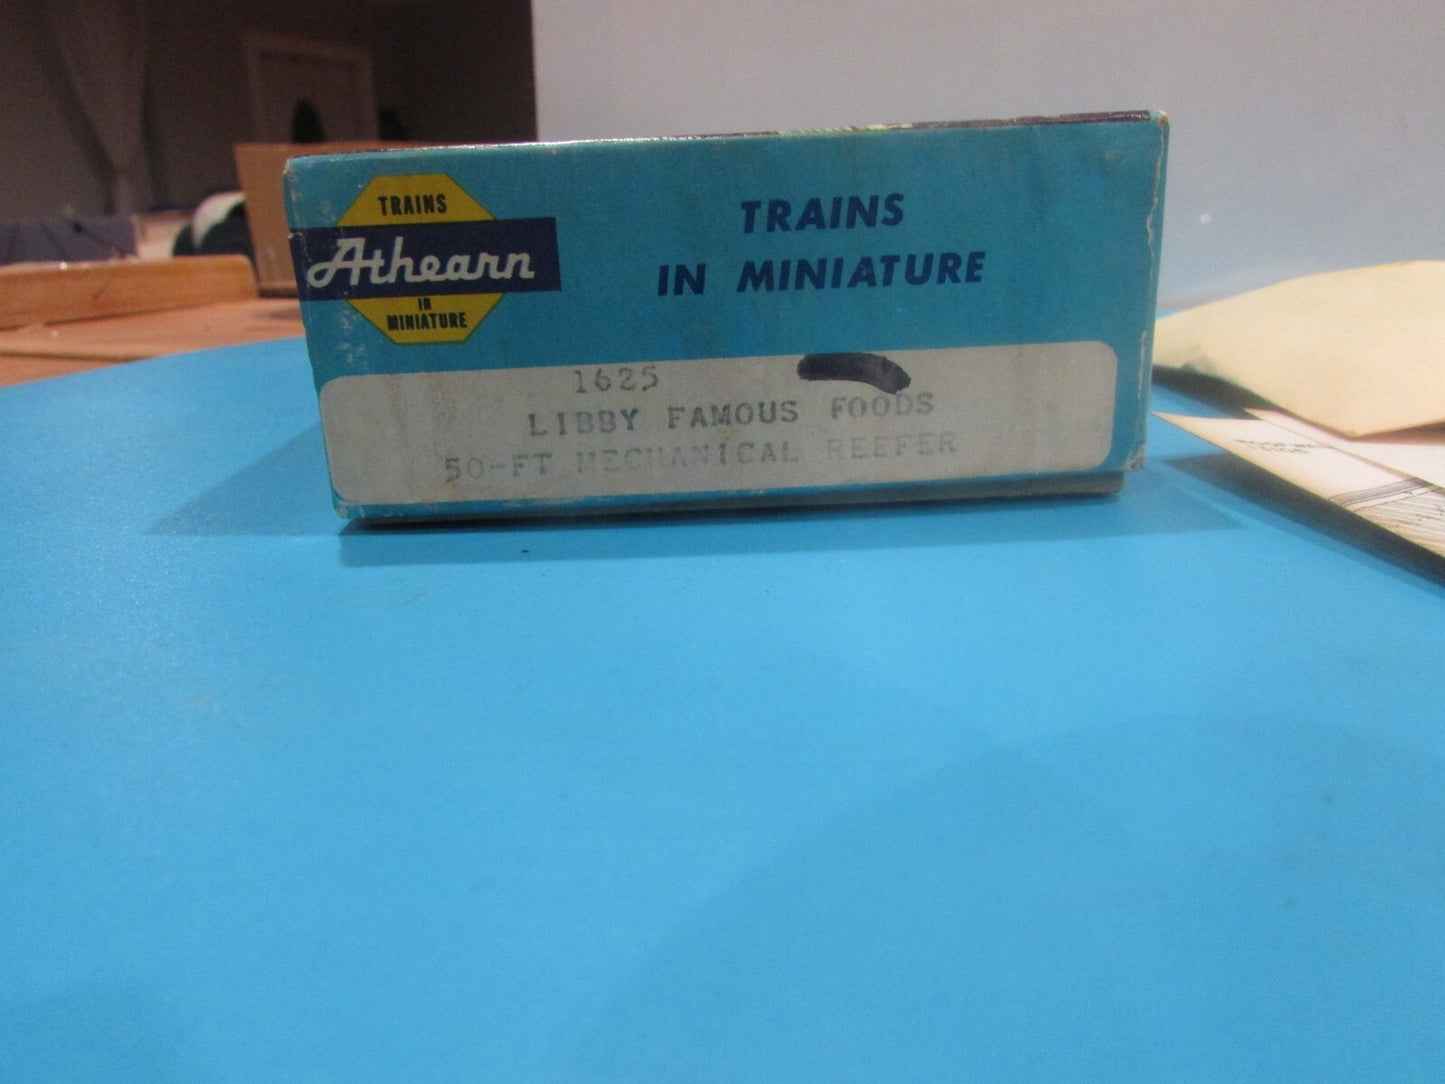 TRAINS
Athearn
IN
MINIATURE
TRAINS
IN MINIATURE
1625
LIBBY FAMOUS FOODS
50-FT MECHANICAL REEFER